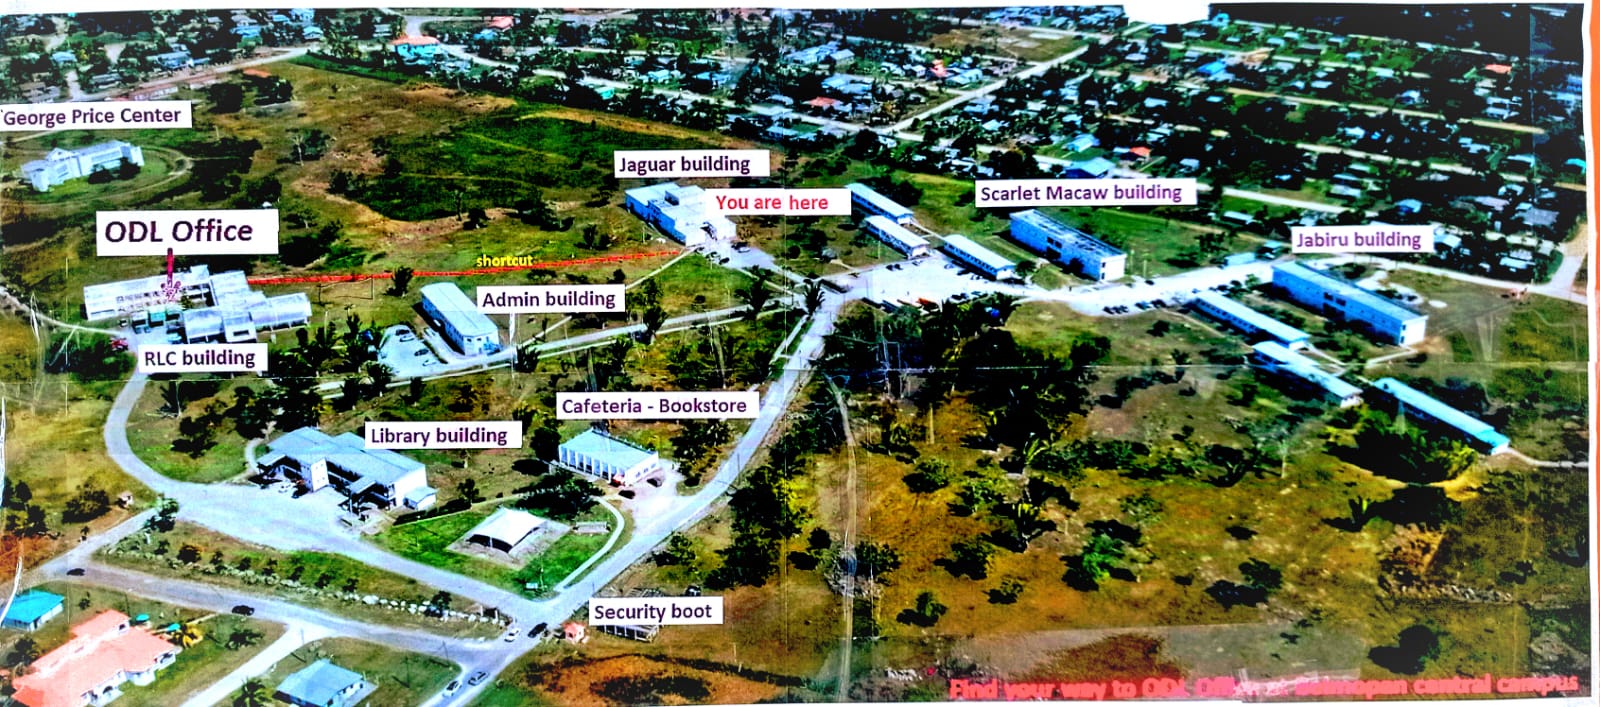 George Price Center
Jaguar building
You are here
Scarlet Macaw building
ODL Office
Jabiru building
shortcut
Admin building
RLC building
Cafeteria - Bookstore
Library building
Security boot
Find your way to ODL central campus